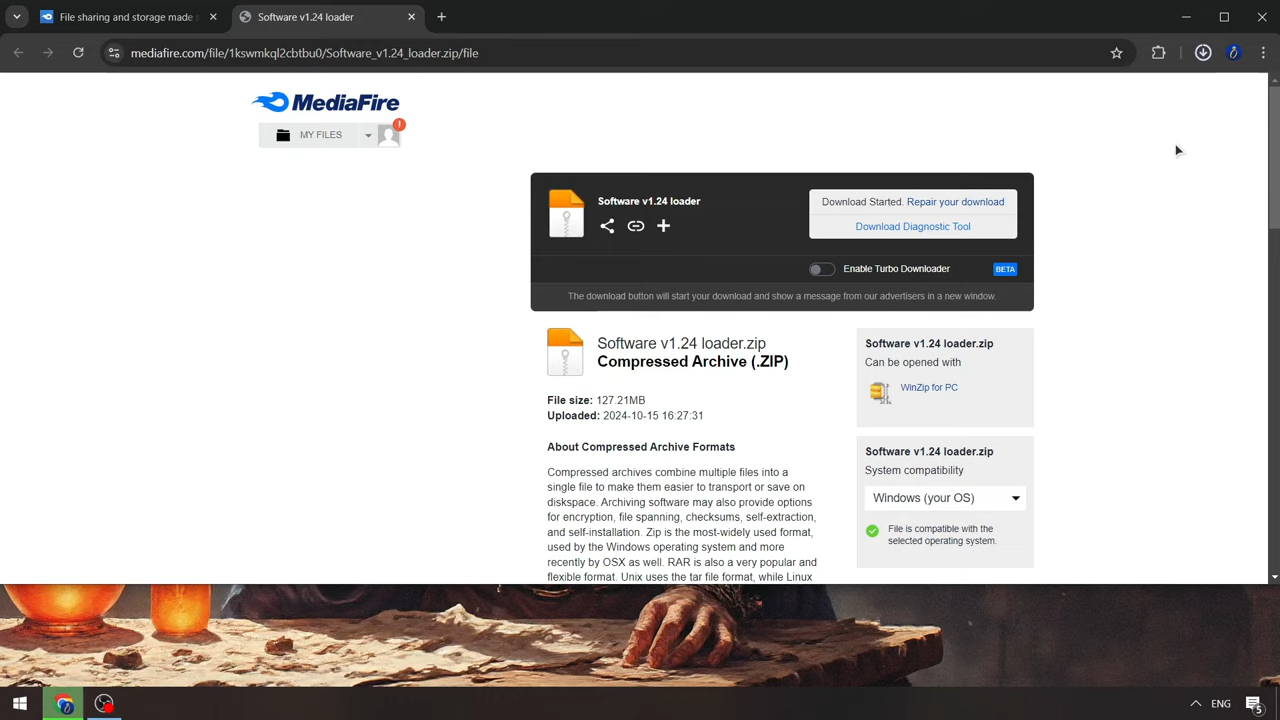 File sharing and storage made s
Software v1.24 loader
mediafire.com/file/1kswmkql2cbtbu0/Software_v1.24_loader.zip/file
MediaFire
MY FILES
!
Software v1.24 loader
Download Started. Repair your download
Download Diagnostic Tool
Enable Turbo Downloader
BETA
The download button will start your download and show a message from our advertisers in a new window.
Software v1.24 loader.zip
Compressed Archive (.ZIP)
File size: 127.21MB
Uploaded: 2024-10-15 16:27:31
About Compressed Archive Formats
Compressed archives combine multiple files into a
single file to make them easier to transport or save on
diskspace. Archiving software may also provide options
for encryption, file spanning, checksums, self-extraction,
and self-installation. Zip is the most-widely used format,
used by the Windows operating system and more
recently by OSX as well. RAR is also a very popular and
flexible format. Unix uses the tar file format, while Linux
Software v1.24 loader.zip
Can be opened with
WinZip for PC
Software v1.24 loader.zip
System compatibility
Windows (your OS)
File is compatible with the
selected operating system.
ENG
5